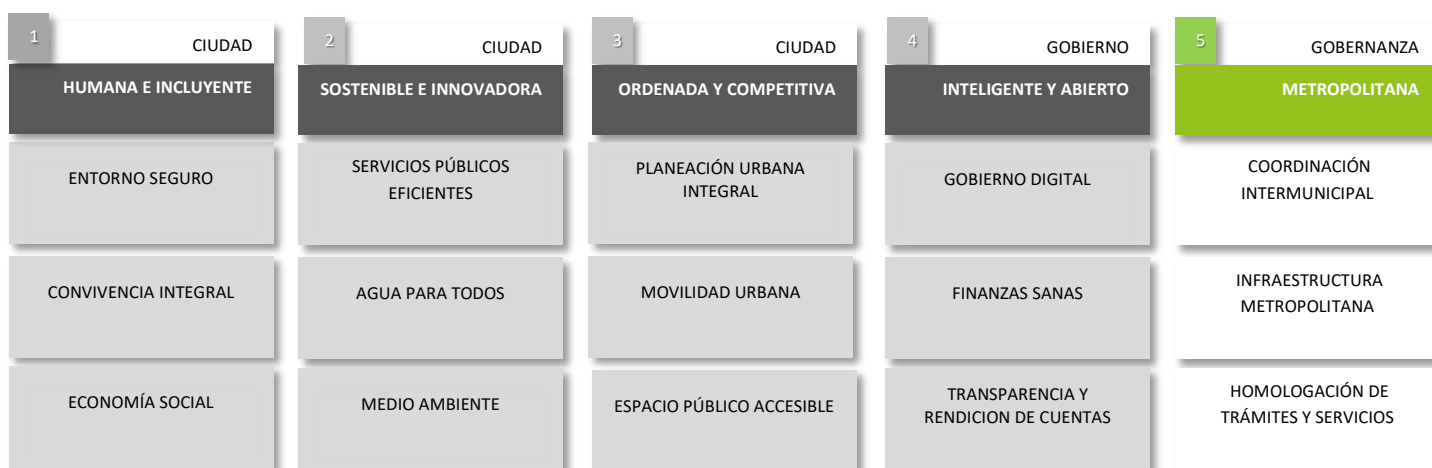 1
CIUDAD
HUMANA E INCLUYENTE
ENTORNO SEGURO
CONVIVENCIA INTEGRAL
ECONOMÍA SOCIAL
2
CIUDAD
SOSTENIBLE E INNOVADORA
SERVICIOS PÚBLICOS
EFICIENTES
AGUA PARA TODOS
MEDIO AMBIENTE
3
CIUDAD
ORDENADA Y COMPETITIVA
PLANEACIÓN URBANA
INTEGRAL
MOVILIDAD URBANA
ESPACIO PÚBLICO ACCESIBLE
4
GOBIERNO
INTELIGENTE Y ABIERTO
GOBIERNO DIGITAL
FINANZAS SANAS
TRANSPARENCIA Y
RENDICION DE CUENTAS
5
GOBERNANZA
METROPOLITANA
COORDINACIÓN
INTERMUNICIPAL
INFRAESTRUCTURA
METROPOLITANA
HOMOLOGACIÓN DE
TRÁMITES Y SERVICIOS